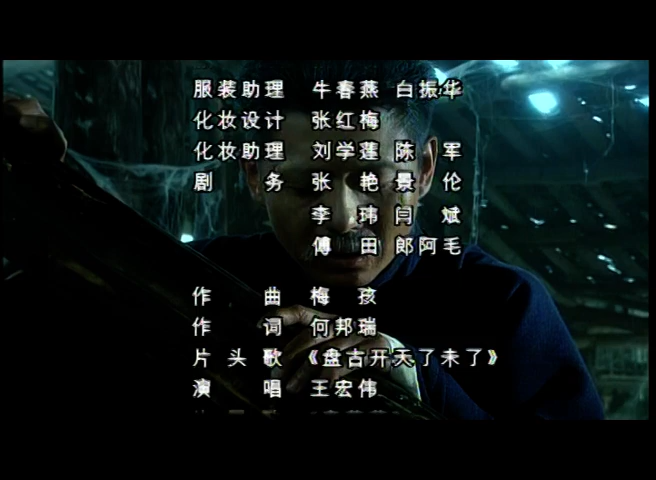 服装助理 牛春燕 白振华
化妆设计 张红梅
化妆助理 刘学莲 陈 军
剧 务 张 艳 景 伦
李 玮 闫 斌
傅 田 郎阿毛
作 曲 梅 孩
作 词 何邦瑞
片头歌 《盘古开天了未了》
演 唱 王宏伟